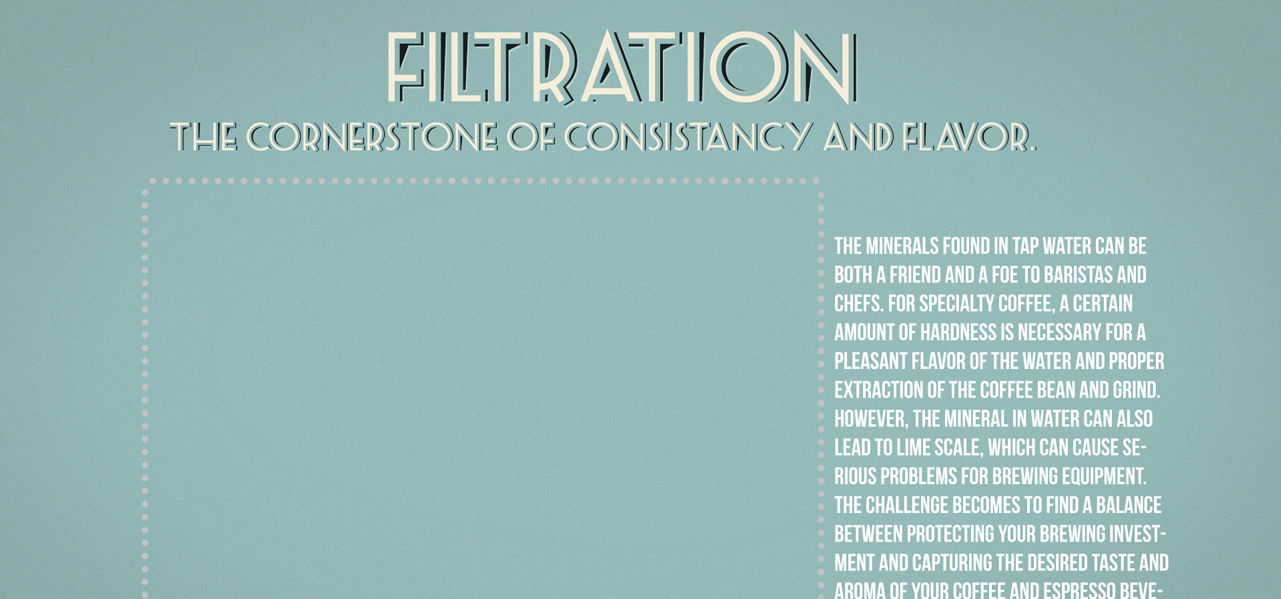 FILTRATION
THE CORNERSTONE OF CONSISTANCY AND FLAVOR.
THE MINERALS FOUND IN TAP WATER CAN BE
BOTH A FRIEND AND A FOE TO BARISTAS AND
CHEFS. FOR SPECIALTY COFFEE, A CERTAIN
AMOUNT OF HARDNESS IS NECESSARY FOR A
PLEASANT FLAVOR OF THE WATER AND PROPER
EXTRACTION OF THE COFFEE BEAN AND GRIND.
HOWEVER, THE MINERAL IN WATER CAN ALSO
LEAD TO LIME SCALE, WHICH CAN CAUSE SE-
RIOUS PROBLEMS FOR BREWING EQUIPMENT.
THE CHALLENGE BECOMES TO FIND A BALANCE
BETWEEN PROTECTING YOUR BREWING INVEST-
MENT AND CAPTURING THE DESIRED TASTE AND
AROMA OF YOUR COFFEE AND ESPRESSO BEVE-